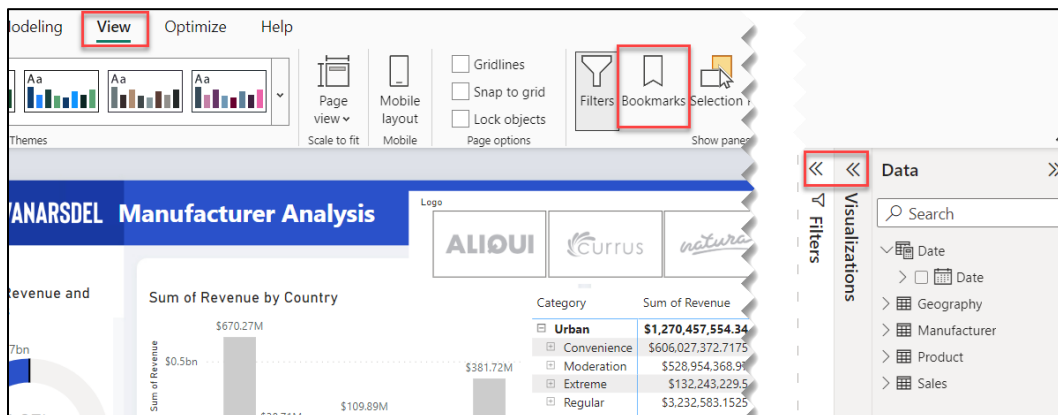 View Optimize Help
Aa Aa Aa
Page view
Mobile layout
Gridlines
Snap to grid
Lock objects
Filters
Bookmarks
Selection
Themes
Scale to fit
Mobile
Page options
Show panes
VANARSDEL Manufacturer Analysis
Logo
ALIQUI
currus
natura
Revenue and
Sum of Revenue by Country
Sum of Revenue
$0.5bn
$670.27M
$109.89M
$381.72M
Category Sum of Revenue
Urban $1,270,457,554.34
Convenience $606,027,372.7175
Moderation $528,954,368.9
Extreme $132,243,229.5
Regular $3,232,583.1525
Filters
Visualizations
Data
Search
Date
Date
Geography
Manufacturer
Product
Sales